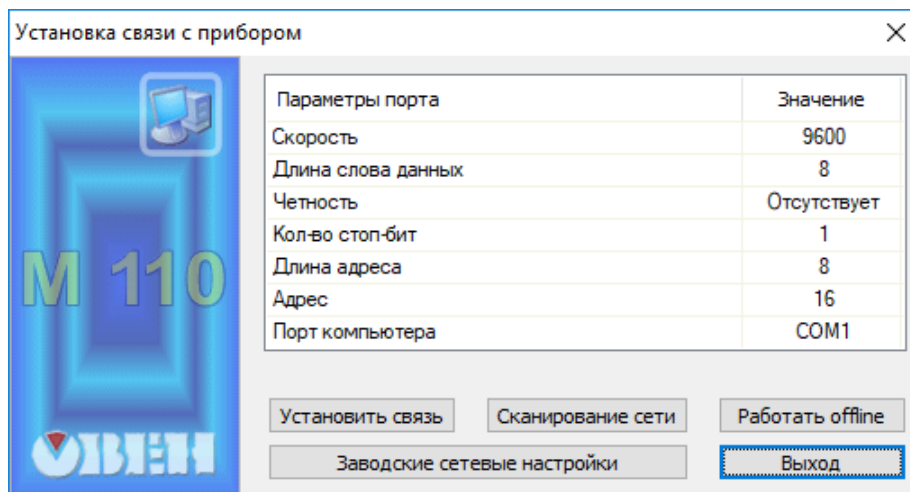 Установка связи с прибором
М 110
ОВЕН
Параметры порта Значение
Скорость 9600
Длина слова данных 8
Четность Отсутствует
Кол-во стоп-бит 1
Длина адреса 8
Адрес 16
Порт компьютера COM1
Установить связь Сканирование сети Работать offline
Заводские сетевые настройки Выход